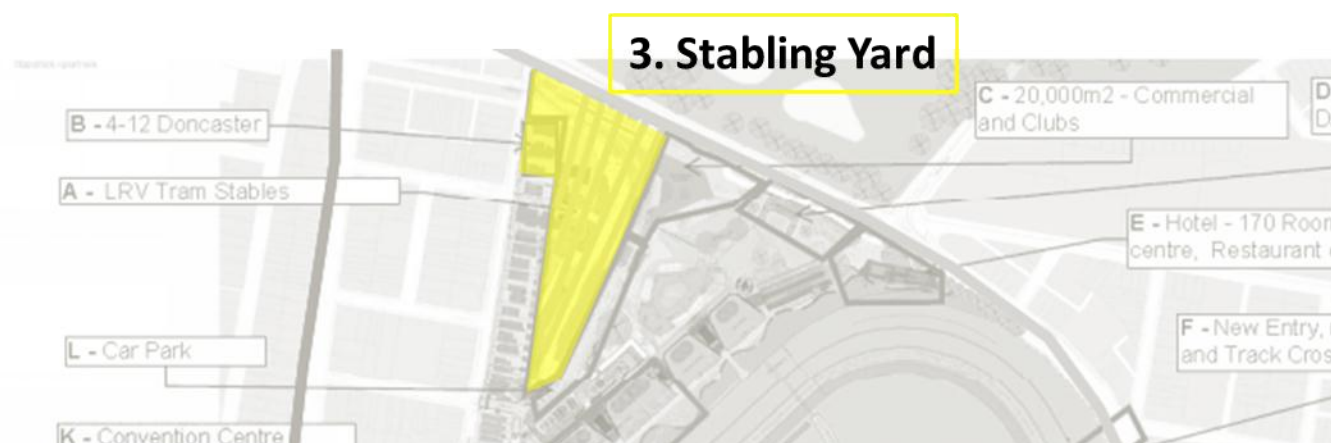 3. Stabling Yard
C - 20,000m2 - Commercial
and Clubs
D
D
B - 4-12 Doncaster
A - LRV Tram Stables
E - Hotel - 170 Room
centre, Restaurant
L - Car Park
F - New Entry,
and Track Cros
K - Convention Centre